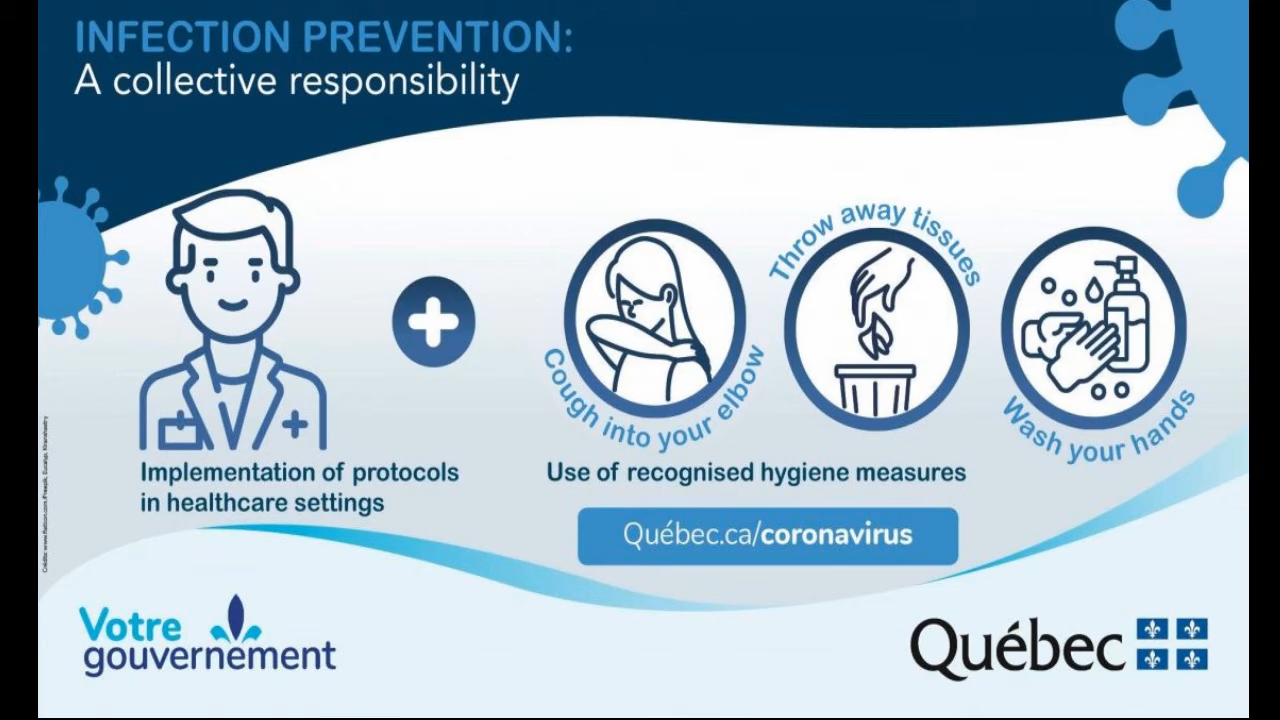 INFECTION PREVENTION:
A collective responsibility
Cough into your elbow
Throw away tissues
Wash your hands
Implementation of protocols
in healthcare settings
Use of recognised hygiene measures
Québec.ca/coronavirus
Votre
gouvernement
Québec